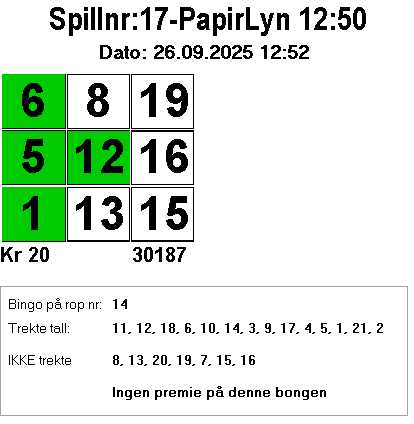 Spillnr:17-PapirLyn 12:50
Dato: 26.09.2025 12:52
6 8 19
5 12 16
1 13 15
Kr 20 30187
Bingo på rop nr: 14
Trekte tall: 11, 12, 18, 6, 10, 14, 3, 9, 17, 4, 5, 1, 21, 2
IKKE trekte 8, 13, 20, 19, 7, 15, 16
Ingen premie på denne bongen